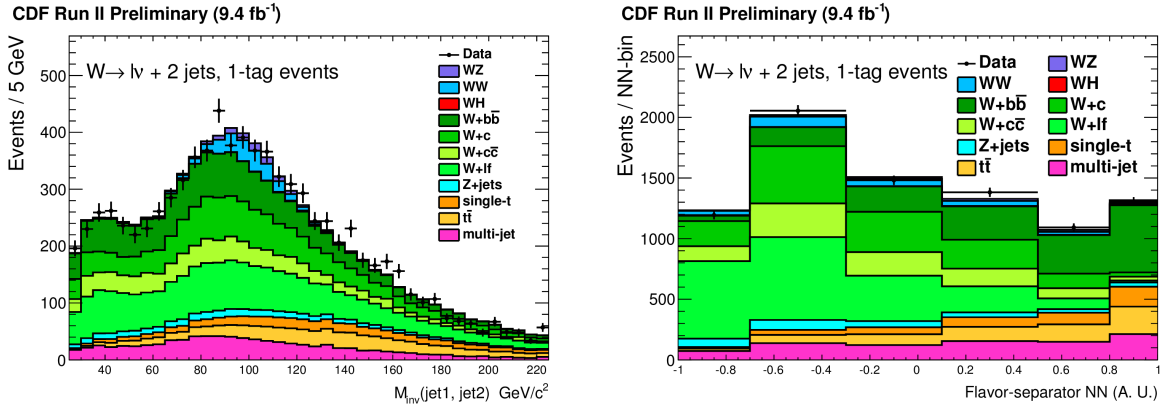 CDF Run II Preliminary (9.4 fb⁻¹)
Events / 5 GeV
500
400
300
200
100
0
W→ lν + 2 jets, 1-tag events
Data
WZ
WW
WH
W+bb̅
W+c
W+cc̅
W+lf
Z+jets
single-t
tt̅
multi-jet
40 60 80 100 120 140 160 180 200 220
M_inv(jet1, jet2) GeV/c²
CDF Run II Preliminary (9.4 fb⁻¹)
Events / NN-bin
2500
2000
1500
1000
500
0
W→ lν + 2 jets, 1-tag events
Data WZ
WW WH
W+bb̅ W+c
W+cc̅ W+lf
Z+jets single-t
tt̅ multi-jet
-1 -0.8 -0.6 -0.4 -0.2 0 0.2 0.4 0.6 0.8 1
Flavor-separator NN (A. U.)